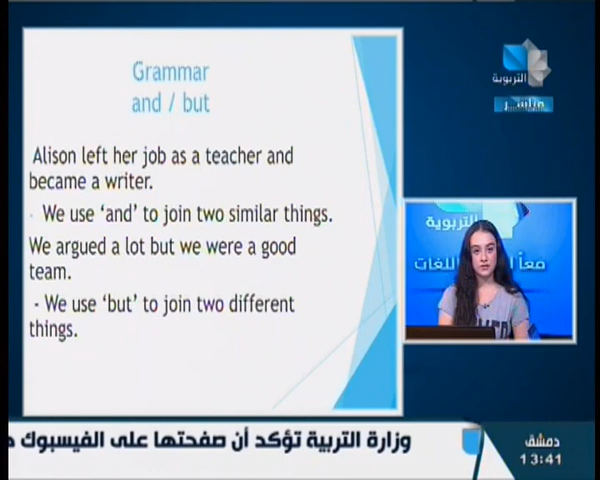 Grammar
and / but
Alison left her job as a teacher and
became a writer.
- We use ‘and’ to join two similar things.
We argued a lot but we were a good
team.
- We use ‘but’ to join two different
things.
التربوية
مباشر
التربوية
معاً
اللغات
وزارة التربية تؤكد أن صفحتها على الفيسبوك
دمشق
13:41